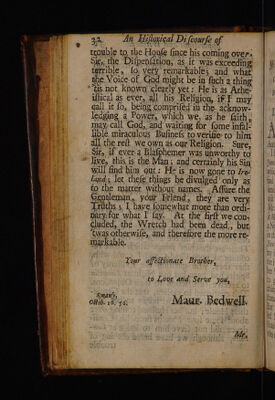 32 An Historical Discourse of
trouble to the House since his coming over.
Sir, the Dispensation, as it was exceeding
terrible, so very remarkable; and what
the Voice of God might be in such a thing
'tis not known clearly yet: He is as Athe-
istical as ever, all his Religion, if I may
call it so, being comprised in the acknow-
ledging a Power, which we, as he saith,
may call God, and waiting for some infal-
lible miraculous Business to verifie to him
all the rest we own as our Religion. Sure,
Sir, if ever a Blasphemer was unworthy to
live, this is the Man; and certainly his Sin
will find him out: He is now gone to Ire-
land; let these things be divulged only as
to the matter without names. Assure the
Gentleman, your Friend, they are very
Truths; I have somewhat more than ordi-
nary for what I say. At the first we con-
cluded, the Wretch had been dead, but
'twas otherwise, and therefore the more re-
markable.
Your affectionate Brother,
to Love and Serve you,
Octob. 16. 56. Maur. Bedwell.
Mr.